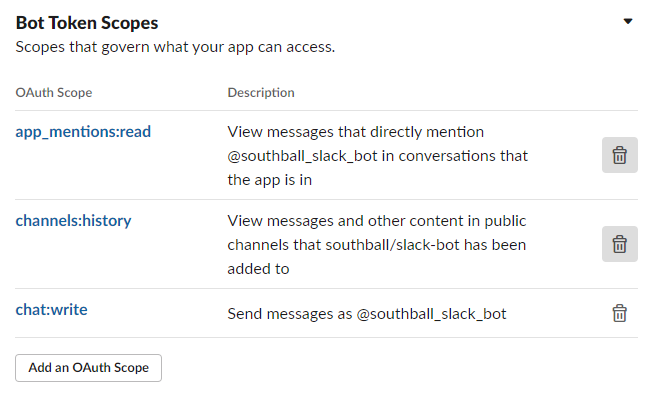 Bot Token Scopes
Scopes that govern what your app can access.
OAuth Scope
Description
app_mentions:read
View messages that directly mention
@southball_slack_bot in conversations that
the app is in
channels:history
View messages and other content in public
channels that southball/slack-bot has been
added to
chat:write
Send messages as @southball_slack_bot
Add an OAuth Scope